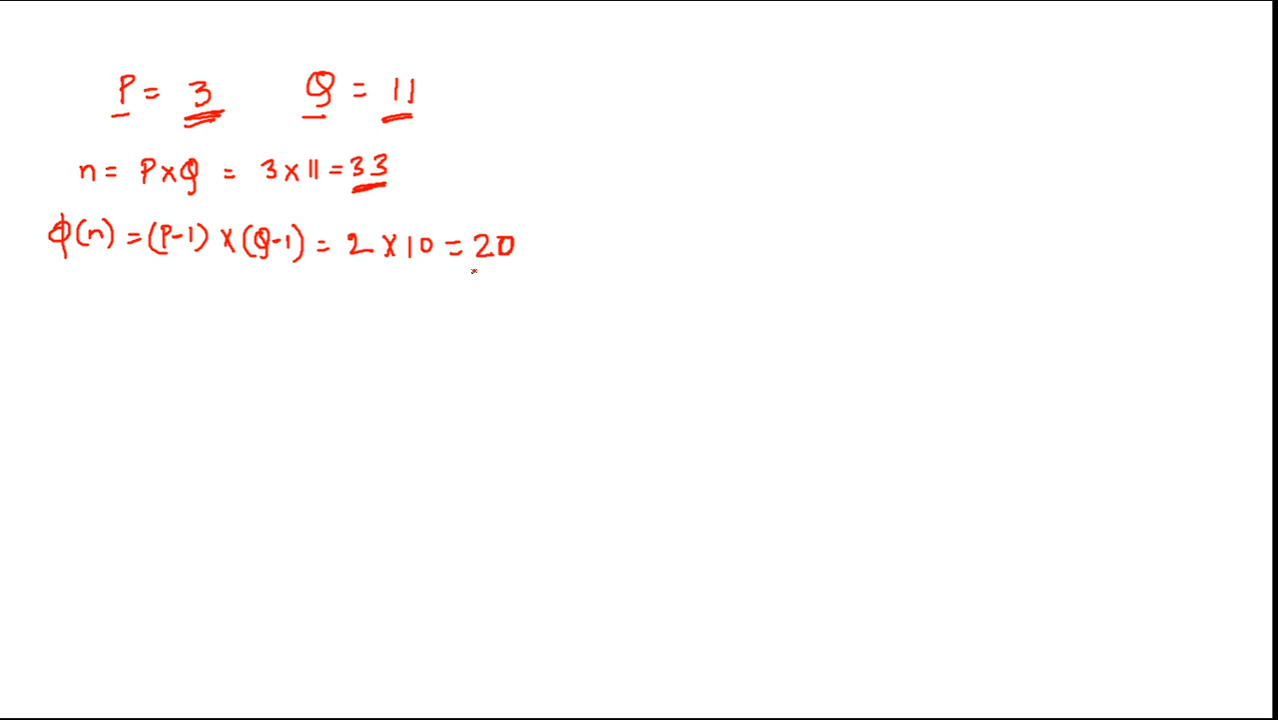 P = 3 Q = 11
n = P×Q = 3 × 11 = 33
ϕ(n) = (P-1) × (Q-1) = 2 × 10 = 20